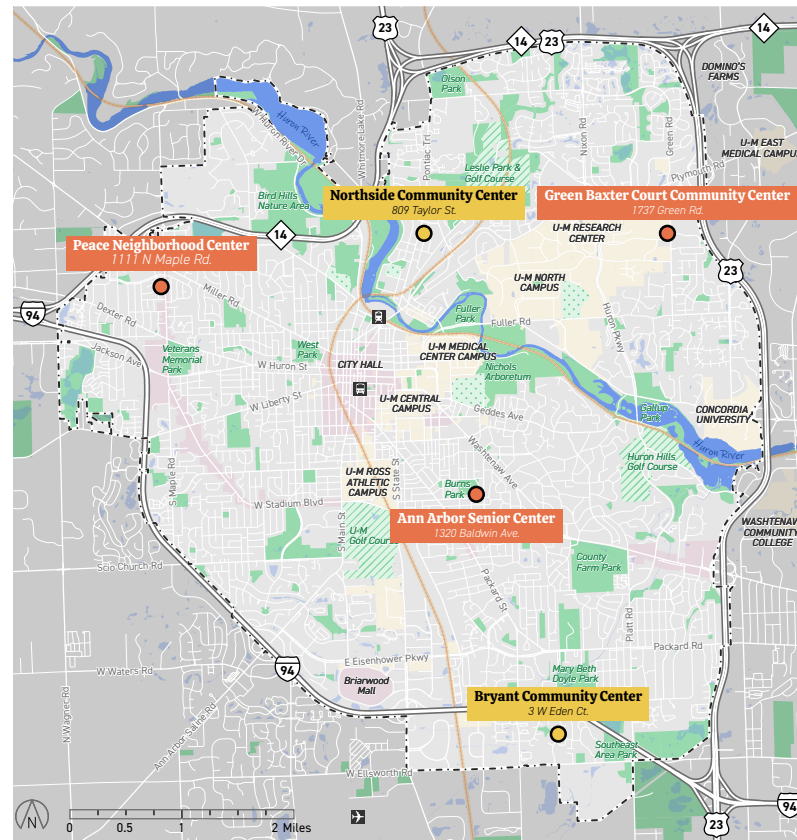 23
14
23
14
DOMINO'S
FARMS
Olson
Park
Huron River
W Huron River Dr
Whitmore Lake Rd
Pontiac Trl
Nixon Rd
Green Rd
U-M EAST
MEDICAL CAMPU
Plymouth Rd
Leslie Park &
Golf Course
Bird Hills
Nature Area
Northside Community Center
809 Taylor St.
Green Baxter Court Community Center
1737 Green Rd.
14
U-M RESEARCH
CENTER
Peace Neighborhood Center
1111 N Maple Rd.
23
U-M NORTH
CAMPUS
Miller Rd
94
Dexter Rd
Fuller
Park
Fuller Rd
Huron Pkwy
Jackson Ave
Veterans
Memorial
Park
West
Park
U-M MEDICAL
CENTER CAMPUS
W Huron St
CITY HALL
Nichols
Arboretum
W Liberty St
U-M CENTRAL
CAMPUS
Geddes Ave
Gallup
Park
CONCORDIA
UNIVERSITY
Washtenaw Ave
Huron River
Huron Hills
Golf Course
S Maple Rd
U-M ROSS
ATHLETIC
CAMPUS
S State St
Burns
Park
W Stadium Blvd
S Main St
Ann Arbor Senior Center
1320 Baldwin Ave.
U-M
Golf Cour
WASHTENAW
COMMUNITY
COLLEGE
County
Farm Park
Scio Church Rd
Packard St
Platt Rd
Packard Rd
E Eisenhower Pkwy
94
W Waters Rd
Briarwood
Mall
Mary Beth
Doyle Park
N Wagner Rd
Ann Arbor Saline Rd
Bryant Community Center
3 W Eden Ct.
Southeast
Area Park
W Ellsworth Rd
N
94
23
0 0.5 1 2 Miles